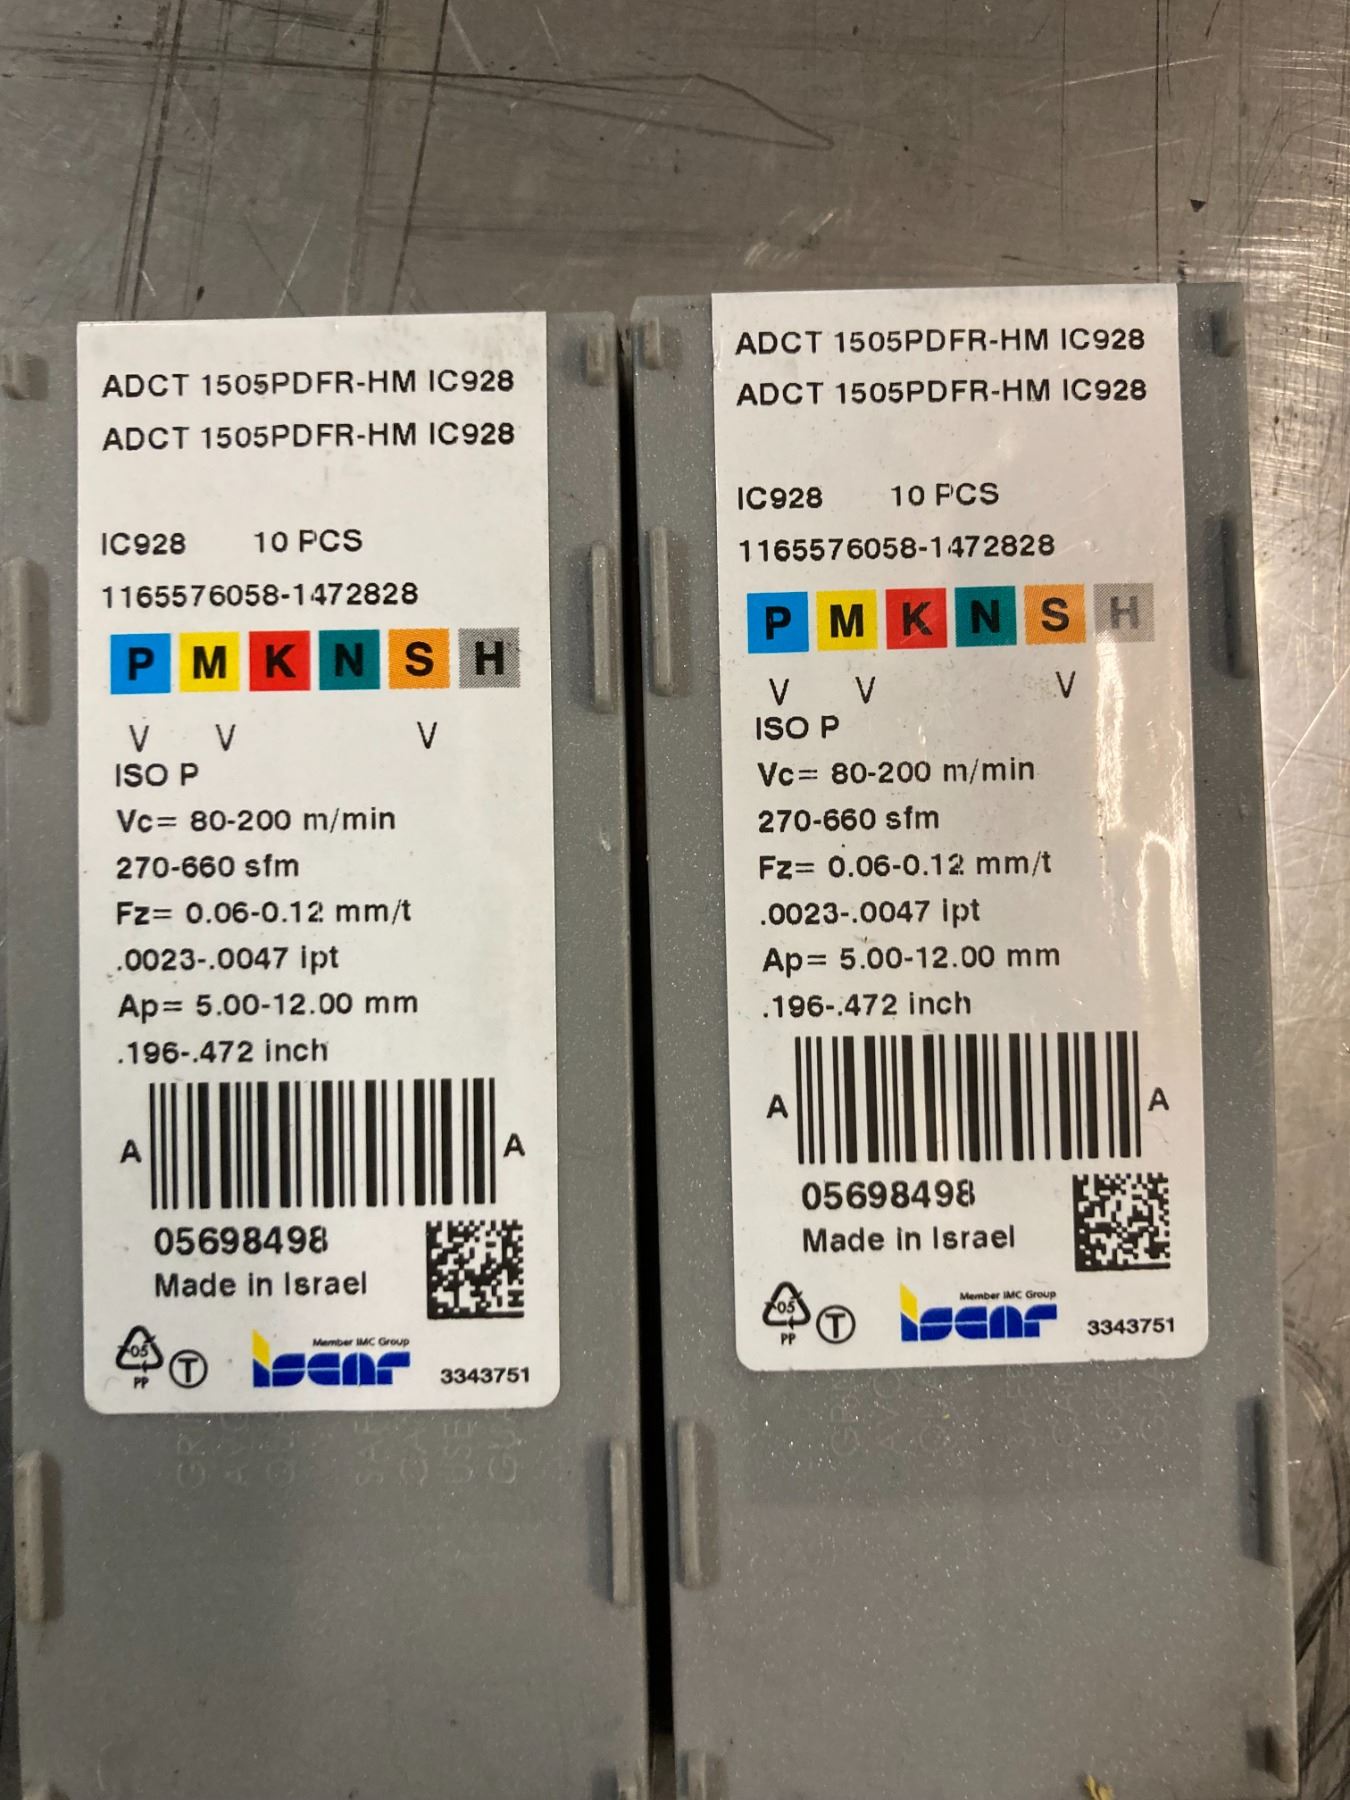 ADCT 1505PDFR-HM IC928
ADCT 1505PDFR-HM IC928
IC928 10 PCS
1165576058-1472828
P M K N S H
V V V
ISO P
Vc= 80-200 m/min
270-660 sfm
Fz= 0.06-0.12 mm/t
.0023-.0047 ipt
Ap= 5.00-12.00 mm
.196-.472 inch
A A
05698498
Made in Israel
05
PP
T
Member IMC Group
iscar
3343751
ADCT 1505PDFR-HM IC928
ADCT 1505PDFR-HM IC928
IC928 10 PCS
1165576058-1472828
P M K N S H
V V V
ISO P
Vc= 80-200 m/min
270-660 sfm
Fz= 0.06-0.12 mm/t
.0023-.0047 ipt
Ap= 5.00-12.00 mm
.196-.472 inch
A A
05698498
Made in Israel
05
PP
T
Member IMC Group
iscar
3343751